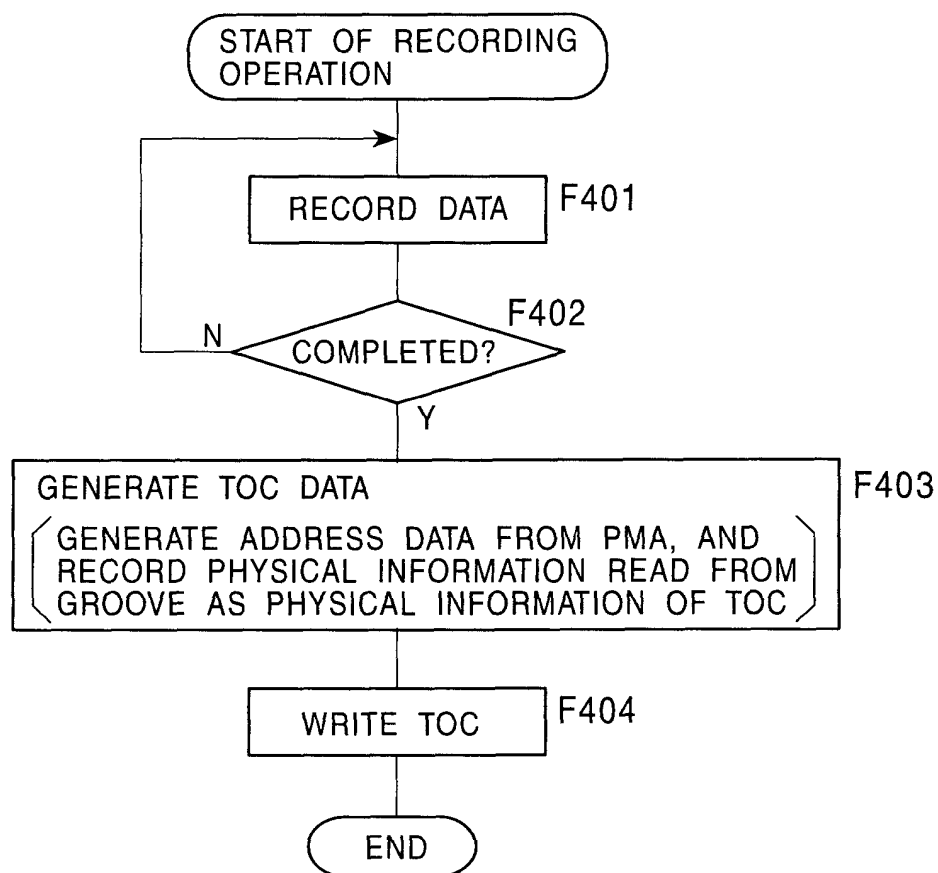 START OF RECORDING
OPERATION
RECORD DATA
F401
F402
N
COMPLETED?
Y
GENERATE TOC DATA
F403
GENERATE ADDRESS DATA FROM PMA, AND
RECORD PHYSICAL INFORMATION READ FROM
GROOVE AS PHYSICAL INFORMATION OF TOC
WRITE TOC
F404
END